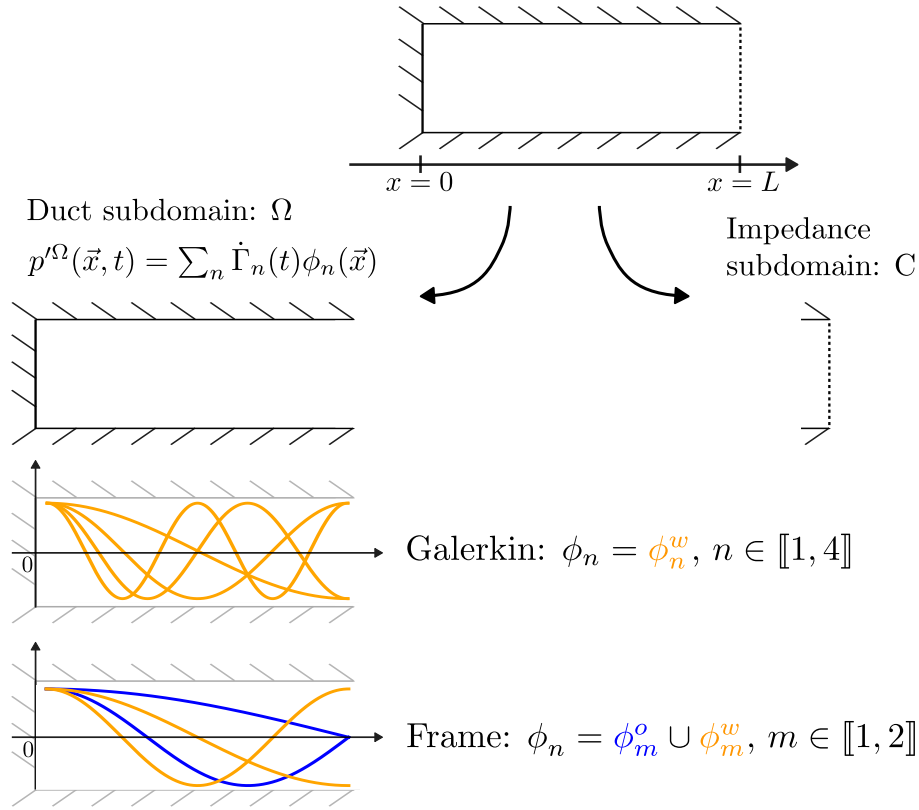 x = 0
x = L
Duct subdomain: Ω
p′^Ω(x⃗, t) = ∑_n Γ̇_n(t)ϕ_n(x⃗)
Impedance
subdomain: C
0
Galerkin: ϕ_n = ϕ_n^w, n ∈ ⟦1, 4⟧
0
Frame: ϕ_n = ϕ_m^o ∪ ϕ_m^w, m ∈ ⟦1, 2⟧